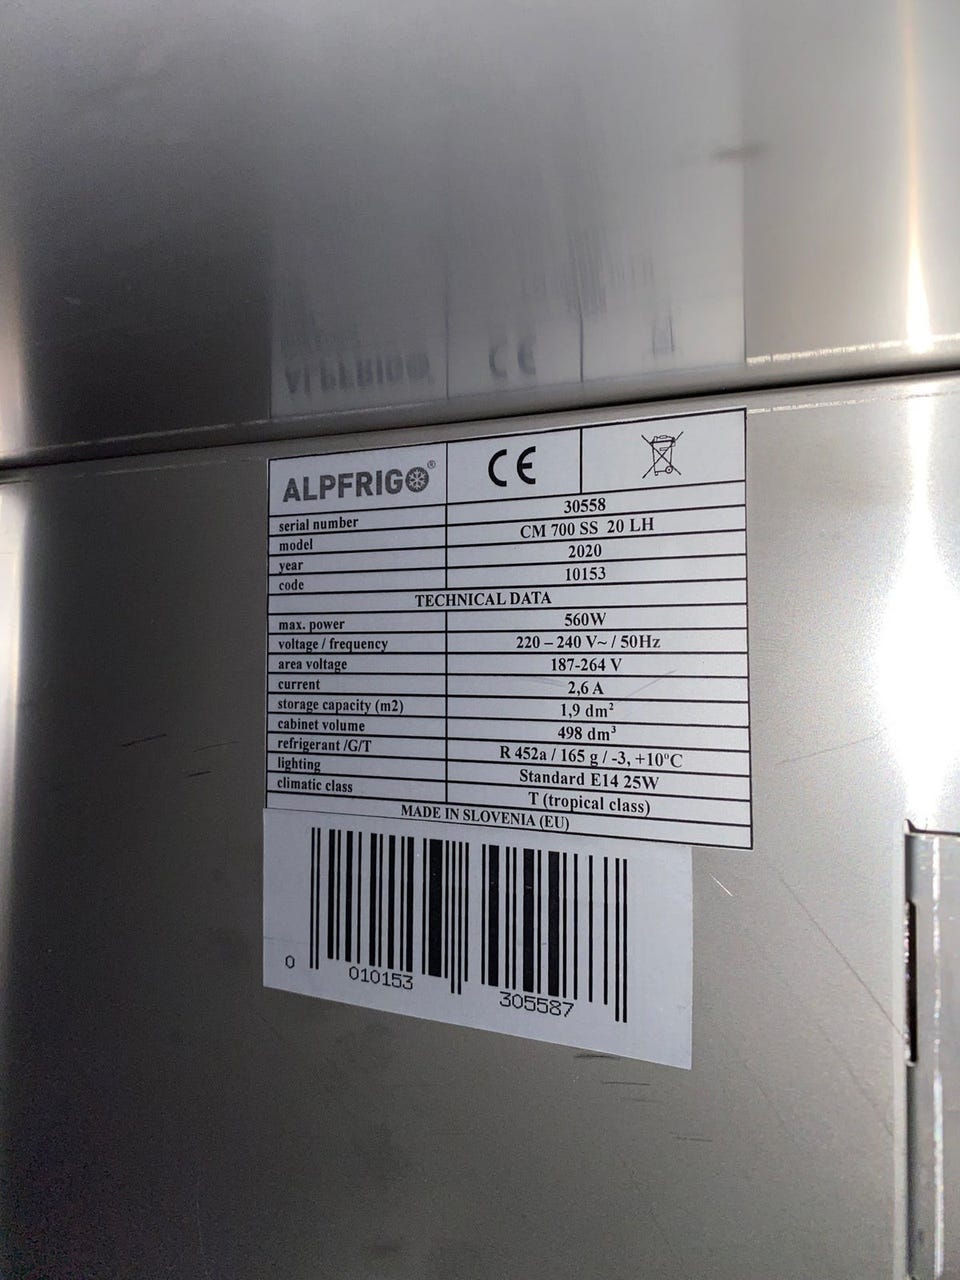 ALPFRIGO® CE
serial number 30558
model CM 700 SS 20 LH
year 2020
code 10153
TECHNICAL DATA
max. power 560W
voltage / frequency 220 – 240 V~ / 50Hz
area voltage 187-264 V
current 2,6 A
storage capacity (m2) 1,9 dm²
cabinet volume 498 dm³
refrigerant /G/T R 452a / 165 g / -3, +10°C
lighting Standard E14 25W
climatic class T (tropical class)
MADE IN SLOVENIA (EU)
0 010153 305587